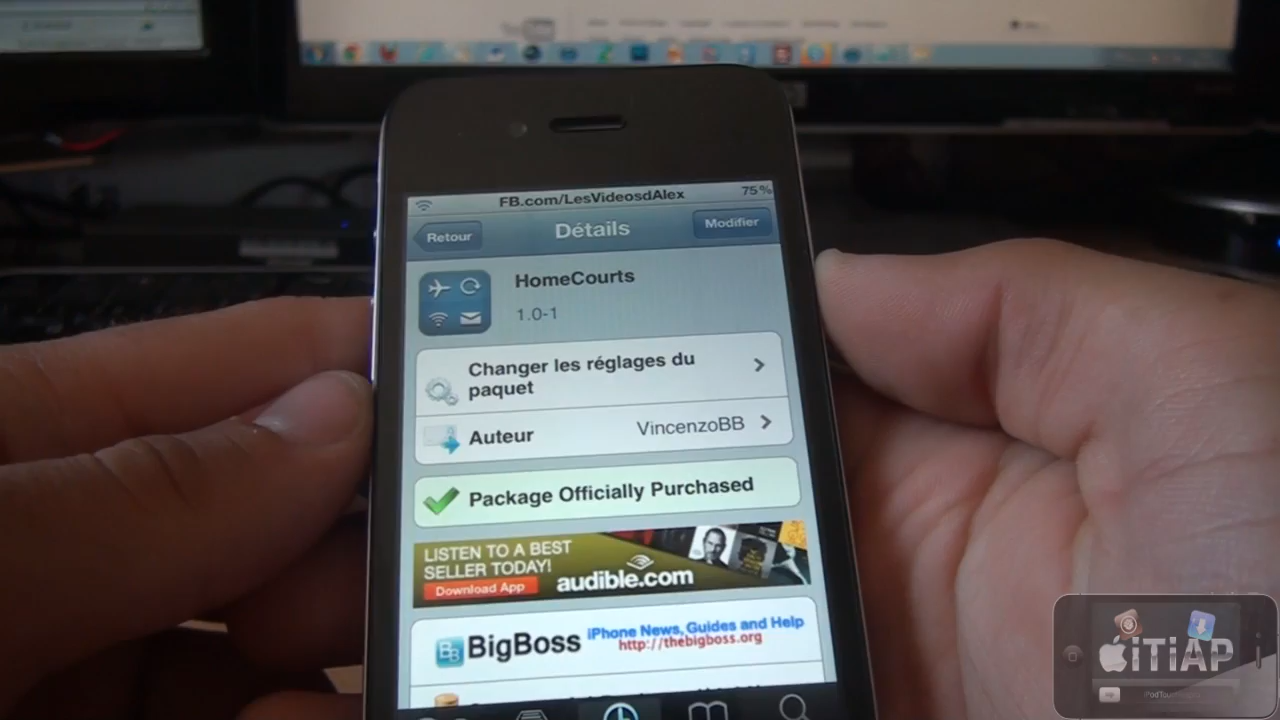 FB.com/LesVideosdAlex
75%
Retour
Détails
Modifier
HomeCourts
1.0-1
Changer les réglages du
paquet
Auteur
VincenzoBB
Package Officially Purchased
LISTEN TO A BEST
SELLER TODAY!
Download App
audible.com
BB
BigBoss
iPhone News, Guides and Help
http://thebigboss.org
iTiAP